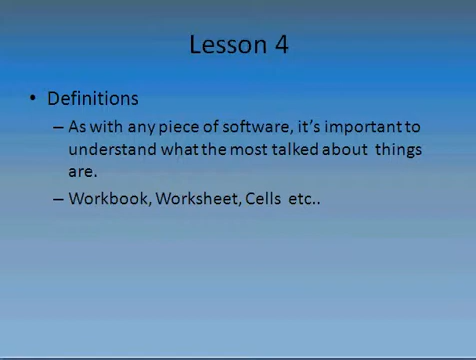 Lesson 4
• Definitions
– As with any piece of software, it's important to
understand what the most talked about things
are.
– Workbook, Worksheet, Cells etc..